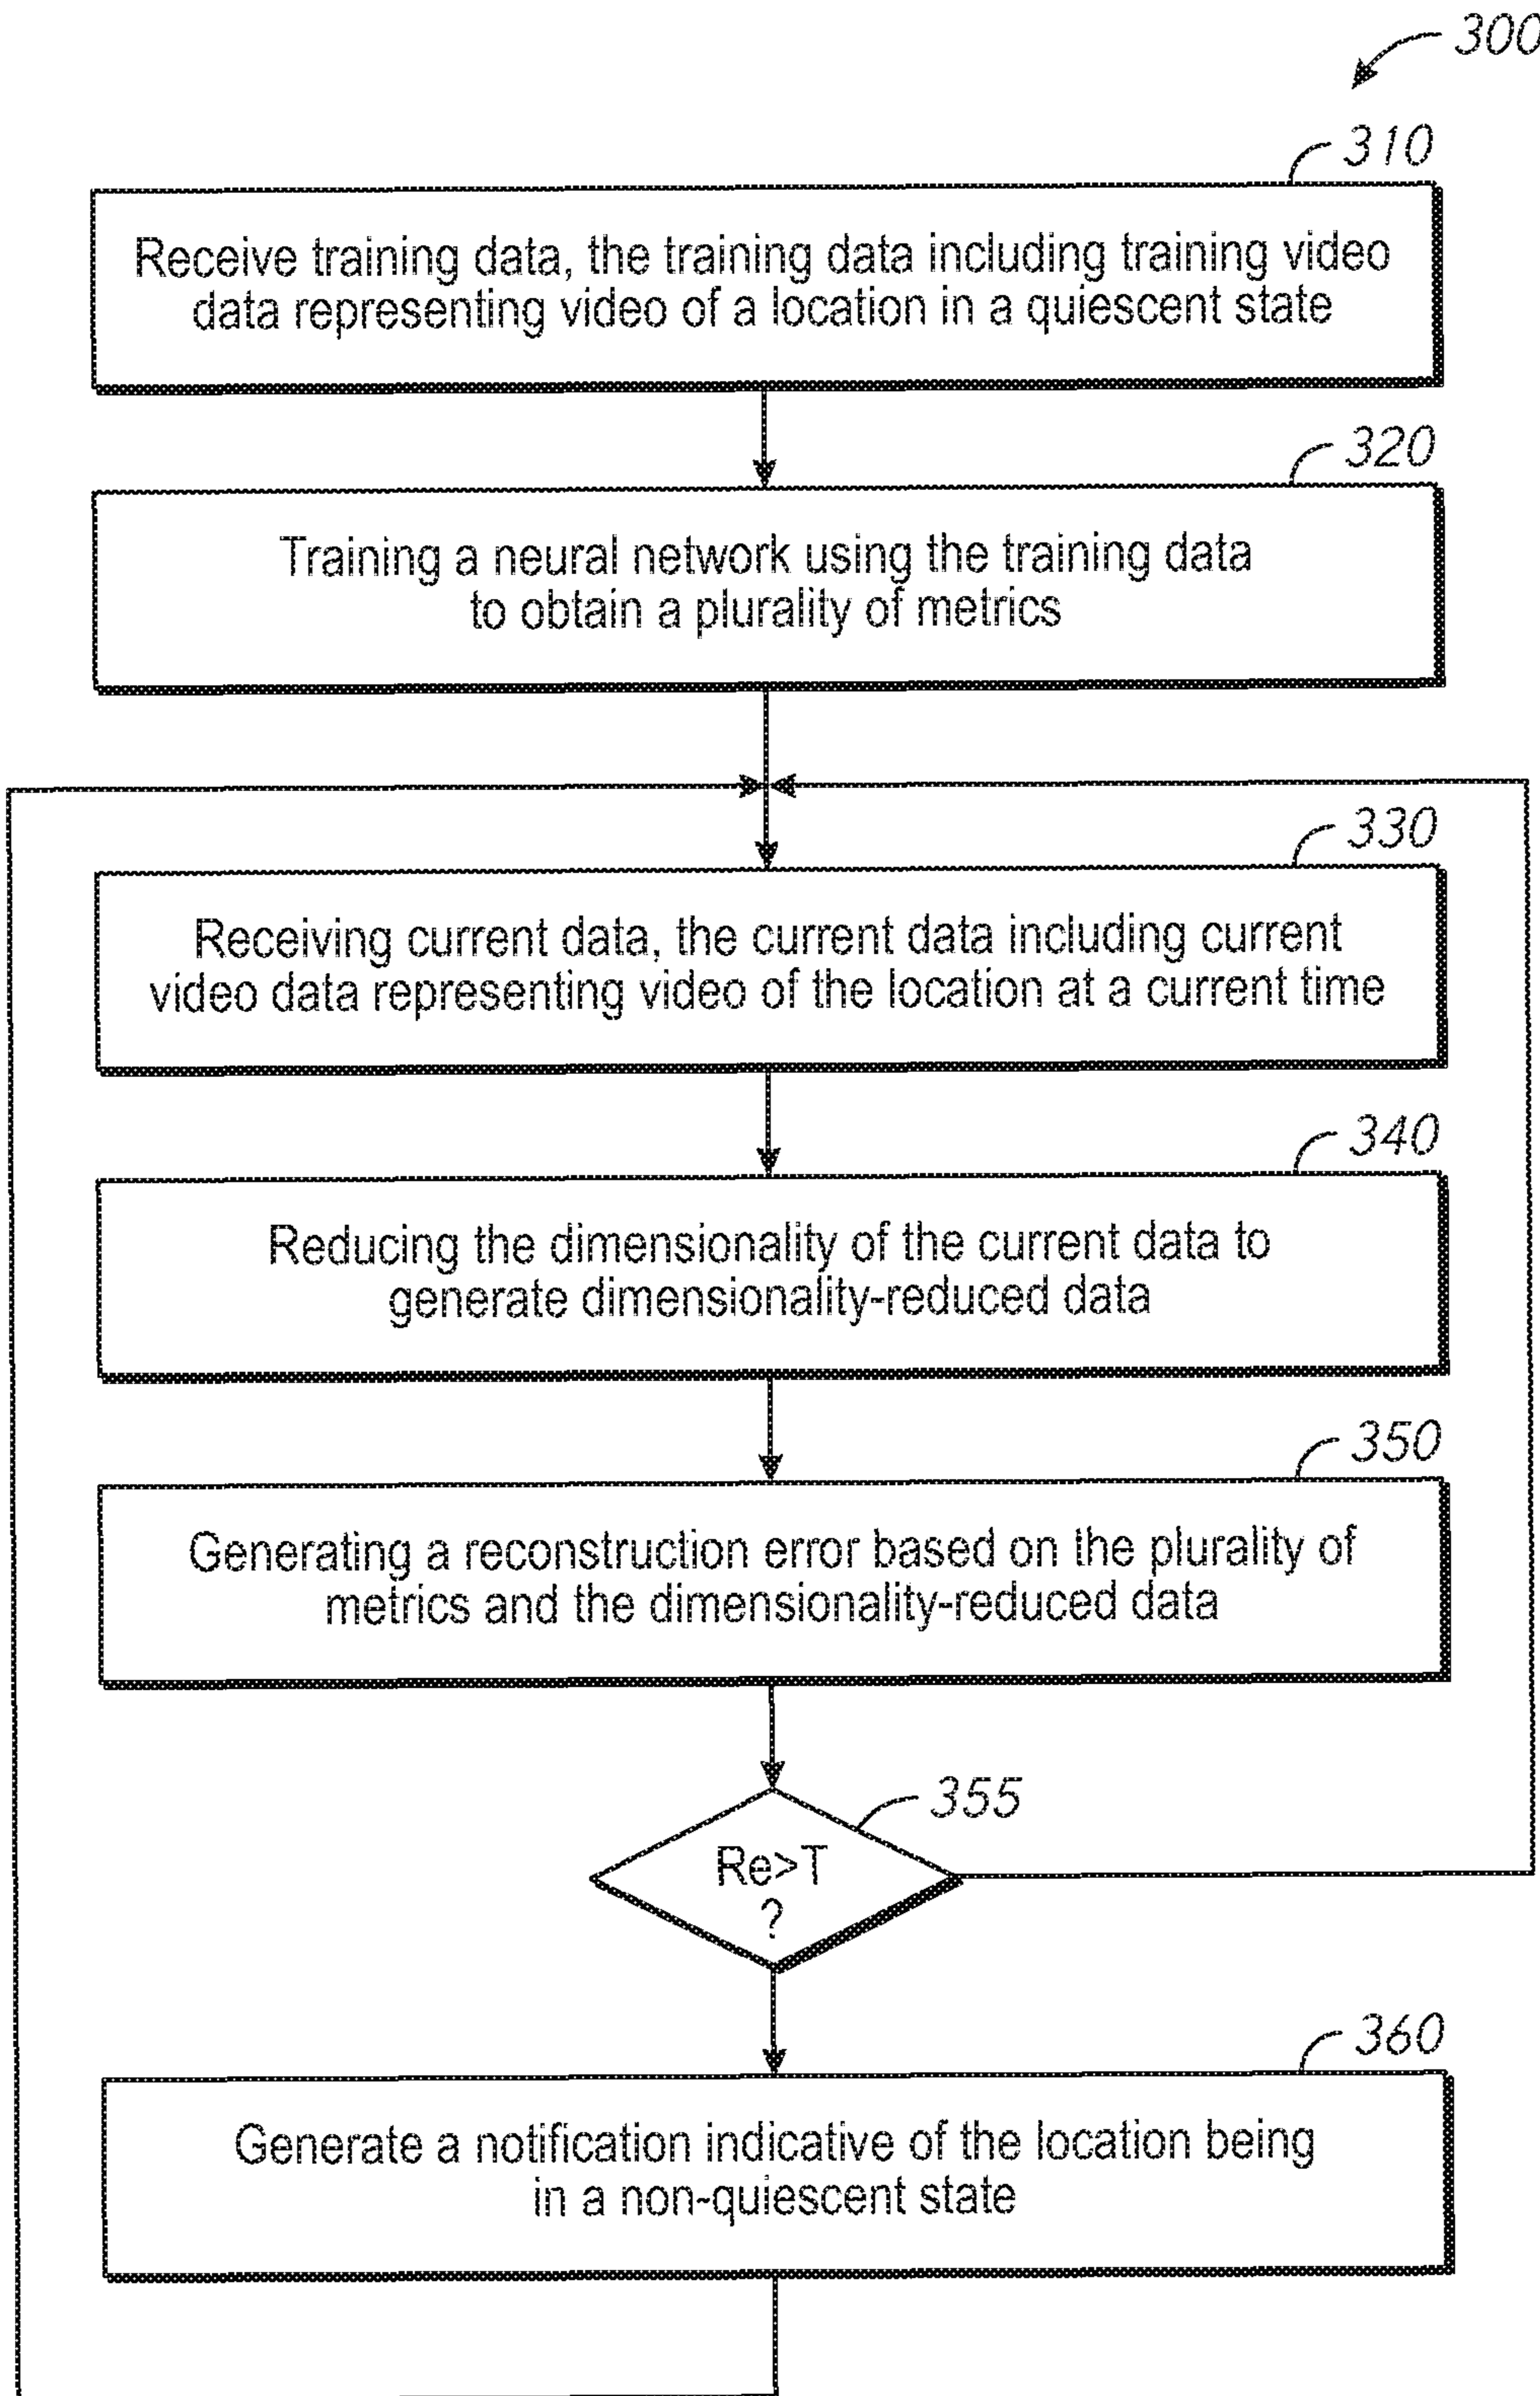 300
310
Receive training data, the training data including training video
data representing video of a location in a quiescent state
320
Training a neural network using the training data
to obtain a plurality of metrics
330
Receiving current data, the current data including current
video data representing video of the location at a current time
340
Reducing the dimensionality of the current data to
generate dimensionality-reduced data
350
Generating a reconstruction error based on the plurality of
metrics and the dimensionality-reduced data
355
Re>T
?
360
Generate a notification indicative of the location being
in a non-quiescent state